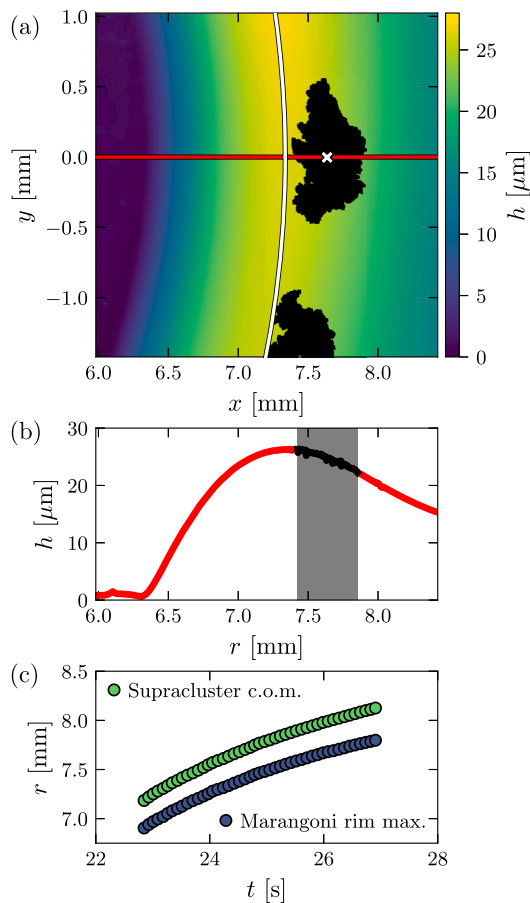 (a)
1.0
0.5
0.0
−0.5
−1.0
y [mm]
6.0 6.5 7.0 7.5 8.0
x [mm]
25
20
15
10
5
0
h [μm]
(b)
30
20
10
0
h [μm]
6.0 6.5 7.0 7.5 8.0
r [mm]
(c)
8.5
8.0
7.5
7.0
r [mm]
Supracluster c.o.m.
Marangoni rim max.
22 24 26 28
t [s]